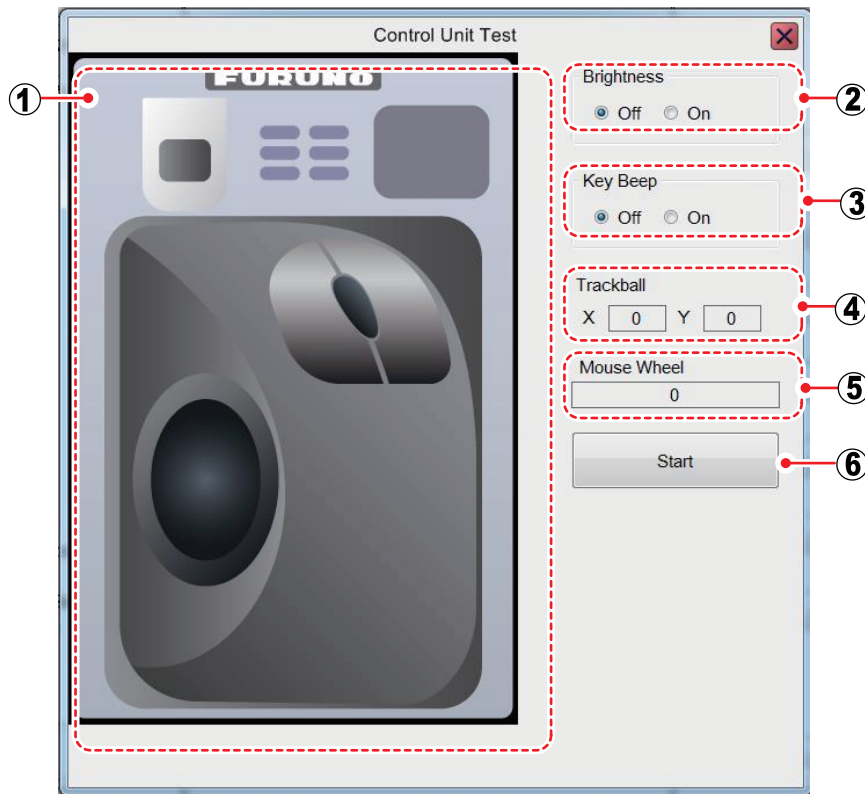 Control Unit Test
FURUNO
1
Brightness
Off On
2
Key Beep
Off On
3
Trackball
X 0 Y 0
4
Mouse Wheel
0
5
Start
6